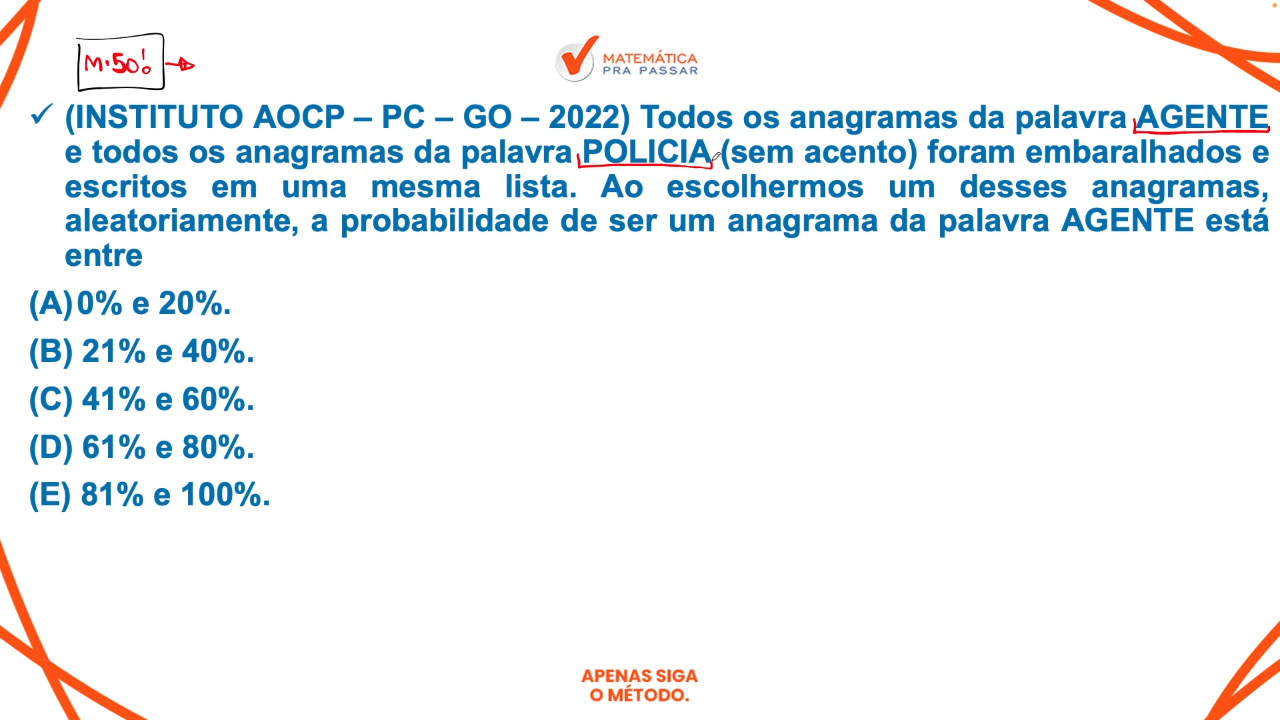 M.50!
MATEMÁTICA
PRA PASSAR
(INSTITUTO AOCP – PC – GO – 2022) Todos os anagramas da palavra AGENTE
e todos os anagramas da palavra POLICIA (sem acento) foram embaralhados e
escritos em uma mesma lista. Ao escolhermos um desses anagramas,
aleatoriamente, a probabilidade de ser um anagrama da palavra AGENTE está
entre
(A) 0% e 20%.
(B) 21% e 40%.
(C) 41% e 60%.
(D) 61% e 80%.
(E) 81% e 100%.
APENAS SIGA
O MÉTODO.